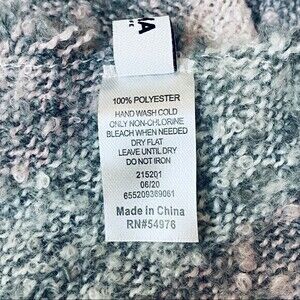 NA
100% POLYESTER
HAND WASH COLD
ONLY NON-CHLORINE
BLEACH WHEN NEEDED
DRY FLAT
LEAVE UNTIL DRY
DO NOT IRON
215201
06/20
655209389061
Made in China
RN#54976